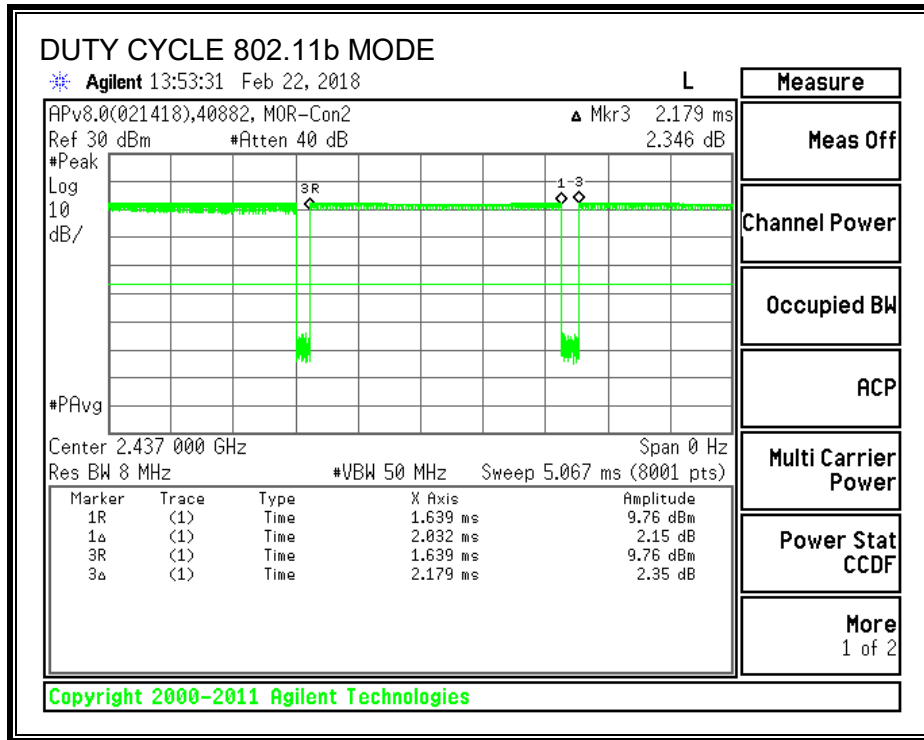 DUTY CYCLE 802.11b MODE
Agilent 13:53:31 Feb 22, 2018 L
Measure
APv8.0(021418),40882, MOR-Con2 ▵ Mkr3 2.179 ms
Ref 30 dBm #Atten 40 dB 2.346 dB
Meas Off
#Peak
Log
10
dB/
3R
1-3
Channel Power
Occupied BW
ACP
#PAvg
Center 2.437 000 GHz Span 0 Hz
Res BW 8 MHz #VBW 50 MHz Sweep 5.067 ms (8001 pts)
Multi Carrier
Power
Marker Trace Type X Axis Amplitude
1R (1) Time 1.639 ms 9.76 dBm
1▵ (1) Time 2.032 ms 2.15 dB
3R (1) Time 1.639 ms 9.76 dBm
3▵ (1) Time 2.179 ms 2.35 dB
Power Stat
CCDF
More
1 of 2
Copyright 2000-2011 Agilent Technologies